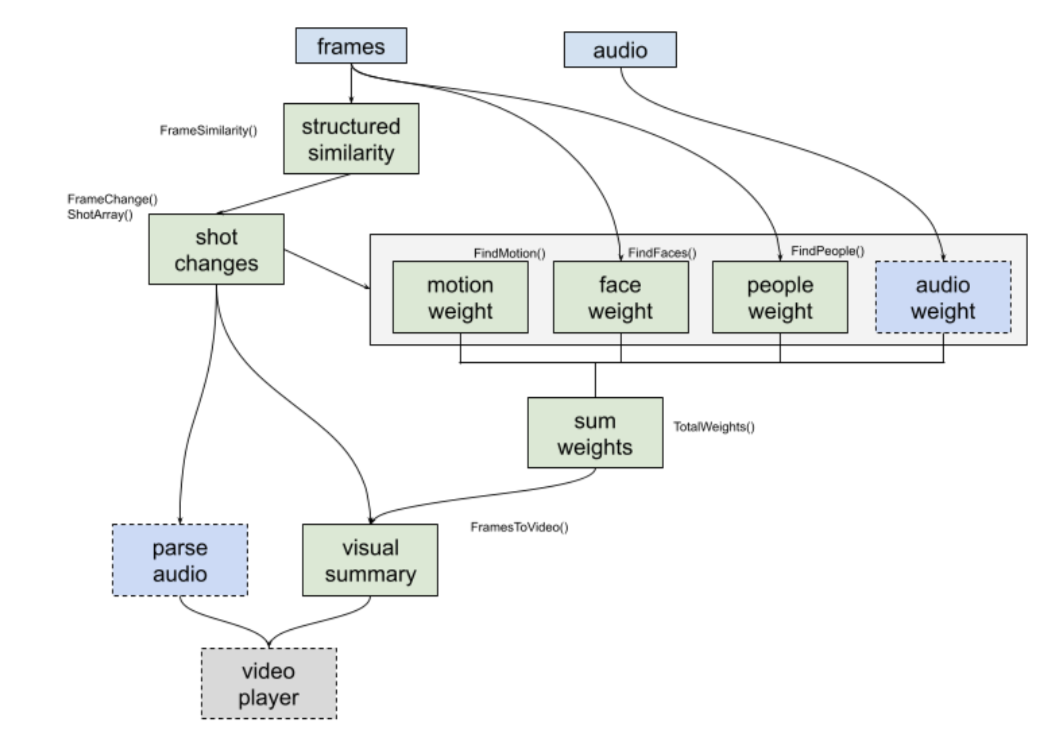 frames
audio
FrameSimilarity()
structured
similarity
FrameChange()
ShotArray()
shot
changes
FindMotion()
FindFaces()
FindPeople()
motion
weight
face
weight
people
weight
audio
weight
sum
weights
TotalWeights()
FramesToVideo()
parse
audio
visual
summary
video
player